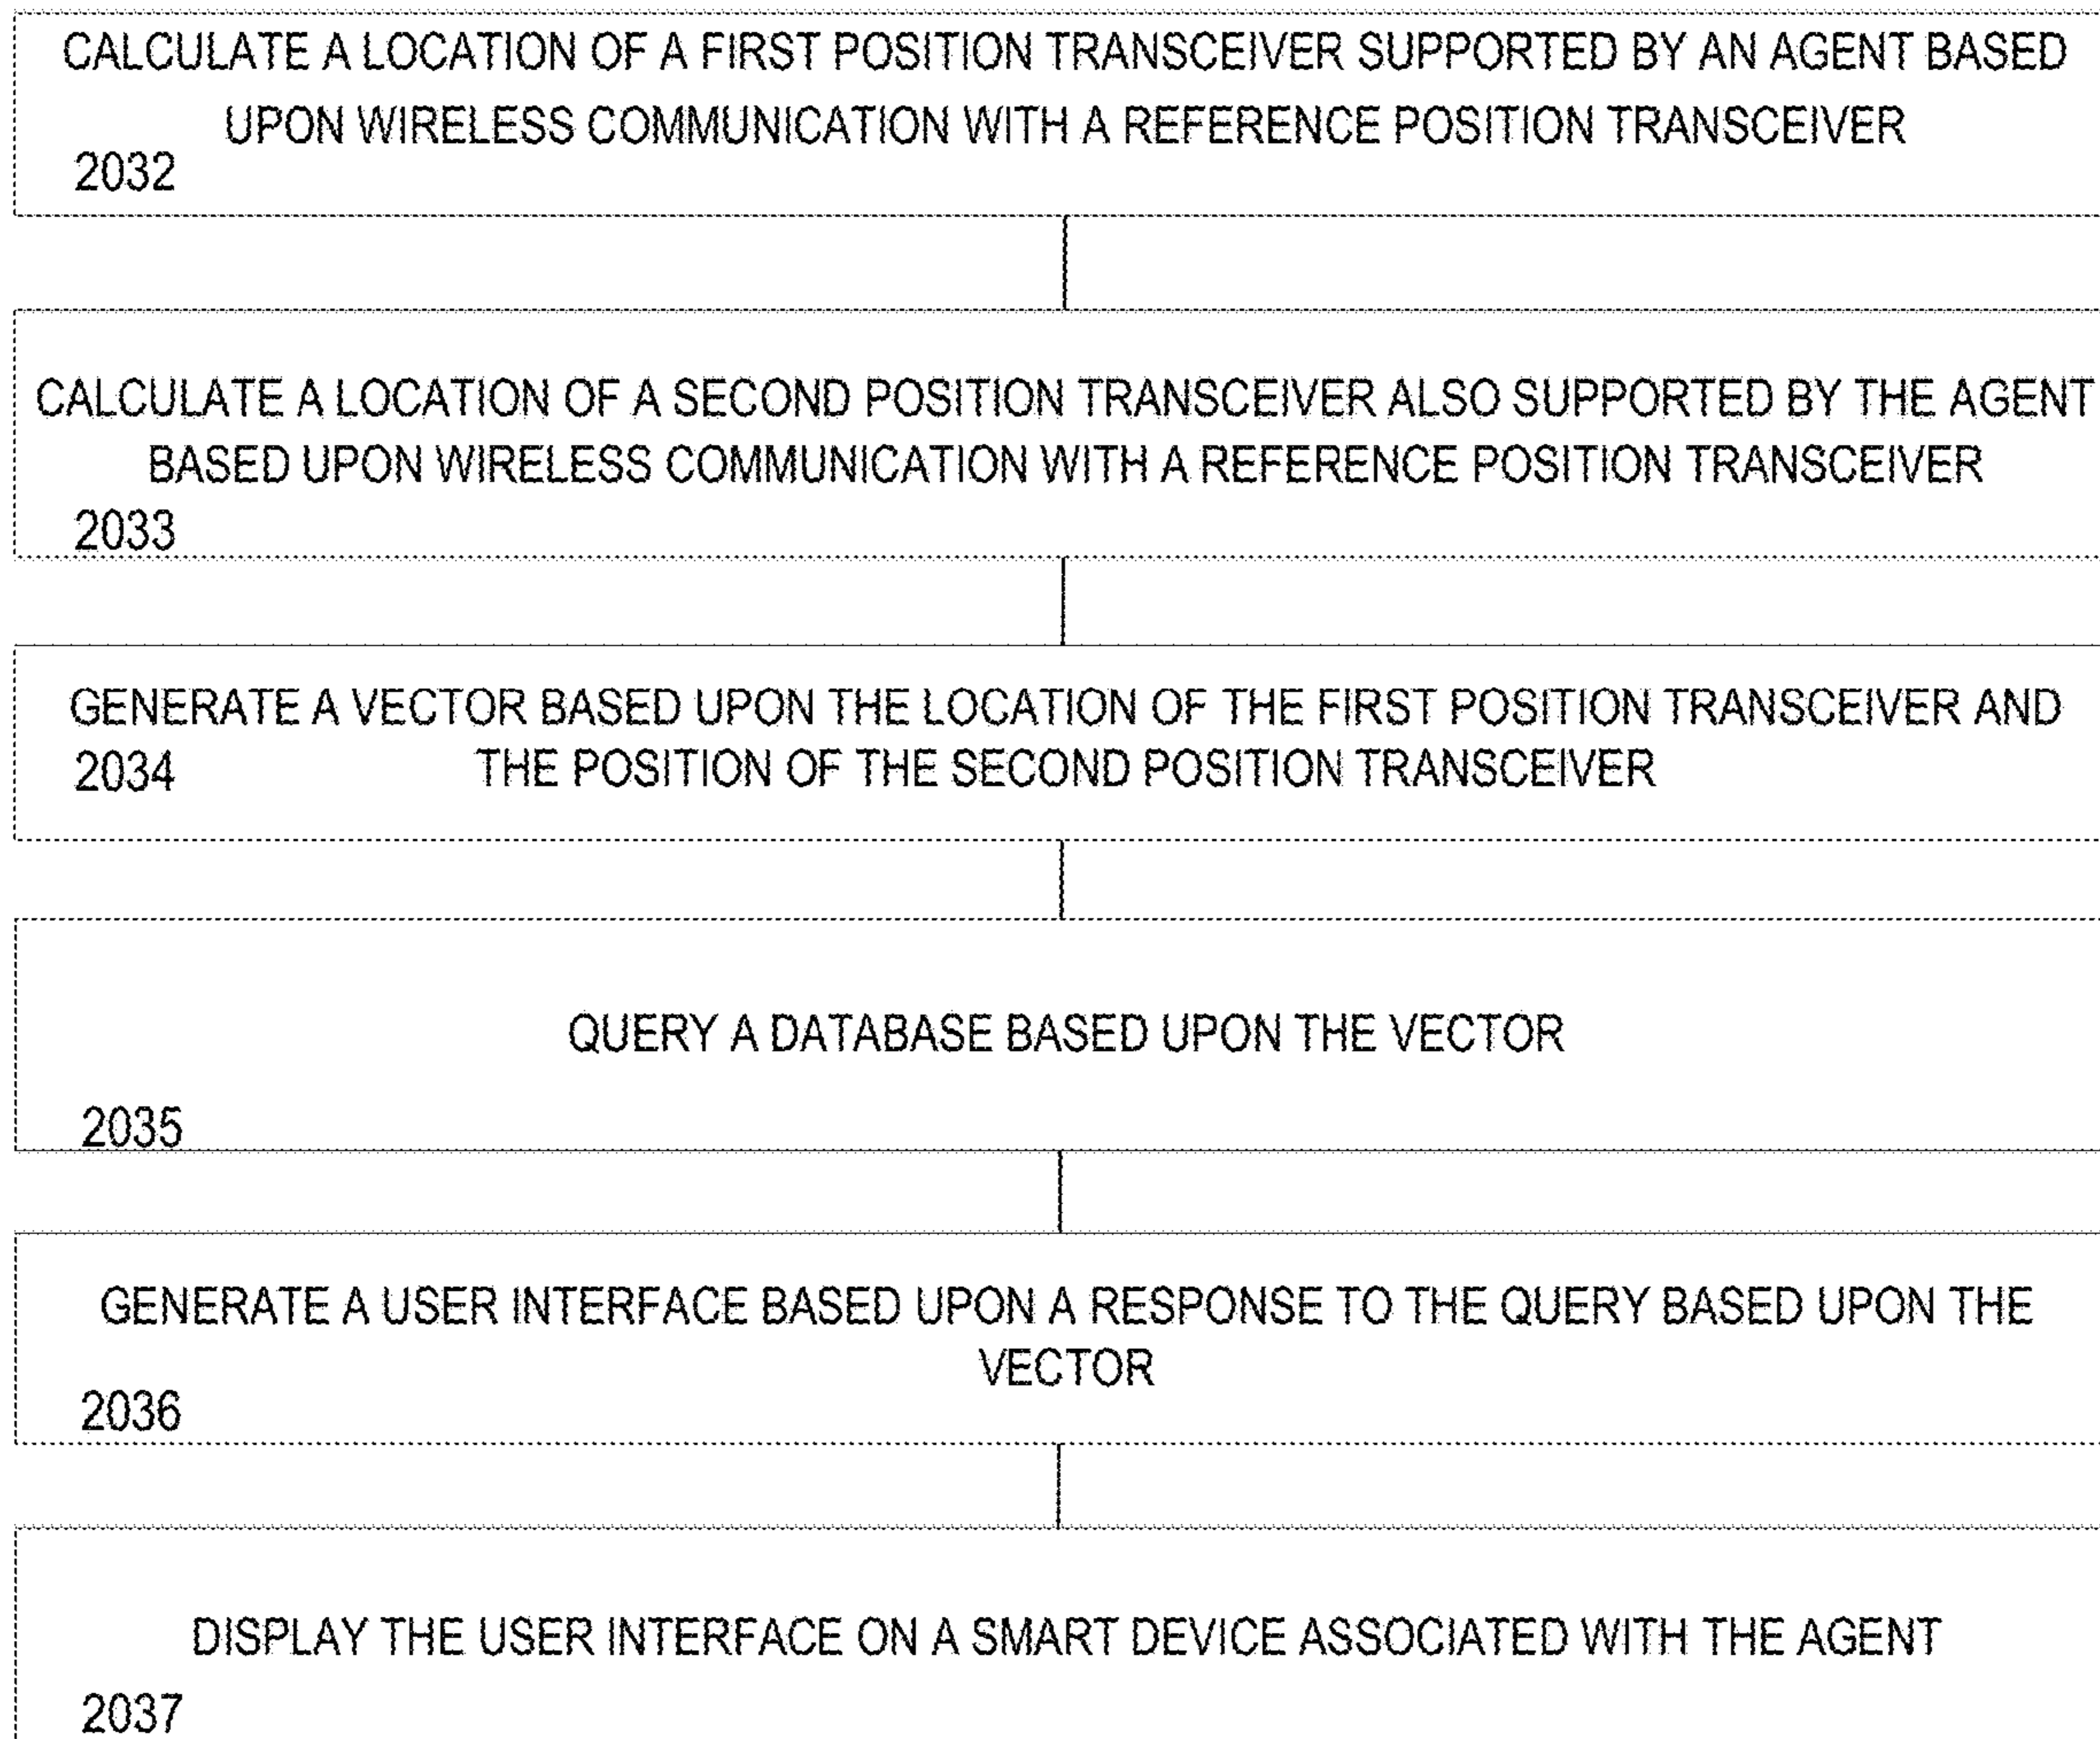 CALCULATE A LOCATION OF A FIRST POSITION TRANSCEIVER SUPPORTED BY AN AGENT BASED
UPON WIRELESS COMMUNICATION WITH A REFERENCE POSITION TRANSCEIVER
2032
CALCULATE A LOCATION OF A SECOND POSITION TRANSCEIVER ALSO SUPPORTED BY THE AGENT
BASED UPON WIRELESS COMMUNICATION WITH A REFERENCE POSITION TRANSCEIVER
2033
GENERATE A VECTOR BASED UPON THE LOCATION OF THE FIRST POSITION TRANSCEIVER AND
2034 THE POSITION OF THE SECOND POSITION TRANSCEIVER
QUERY A DATABASE BASED UPON THE VECTOR
2035
GENERATE A USER INTERFACE BASED UPON A RESPONSE TO THE QUERY BASED UPON THE
VECTOR
2036
DISPLAY THE USER INTERFACE ON A SMART DEVICE ASSOCIATED WITH THE AGENT
2037